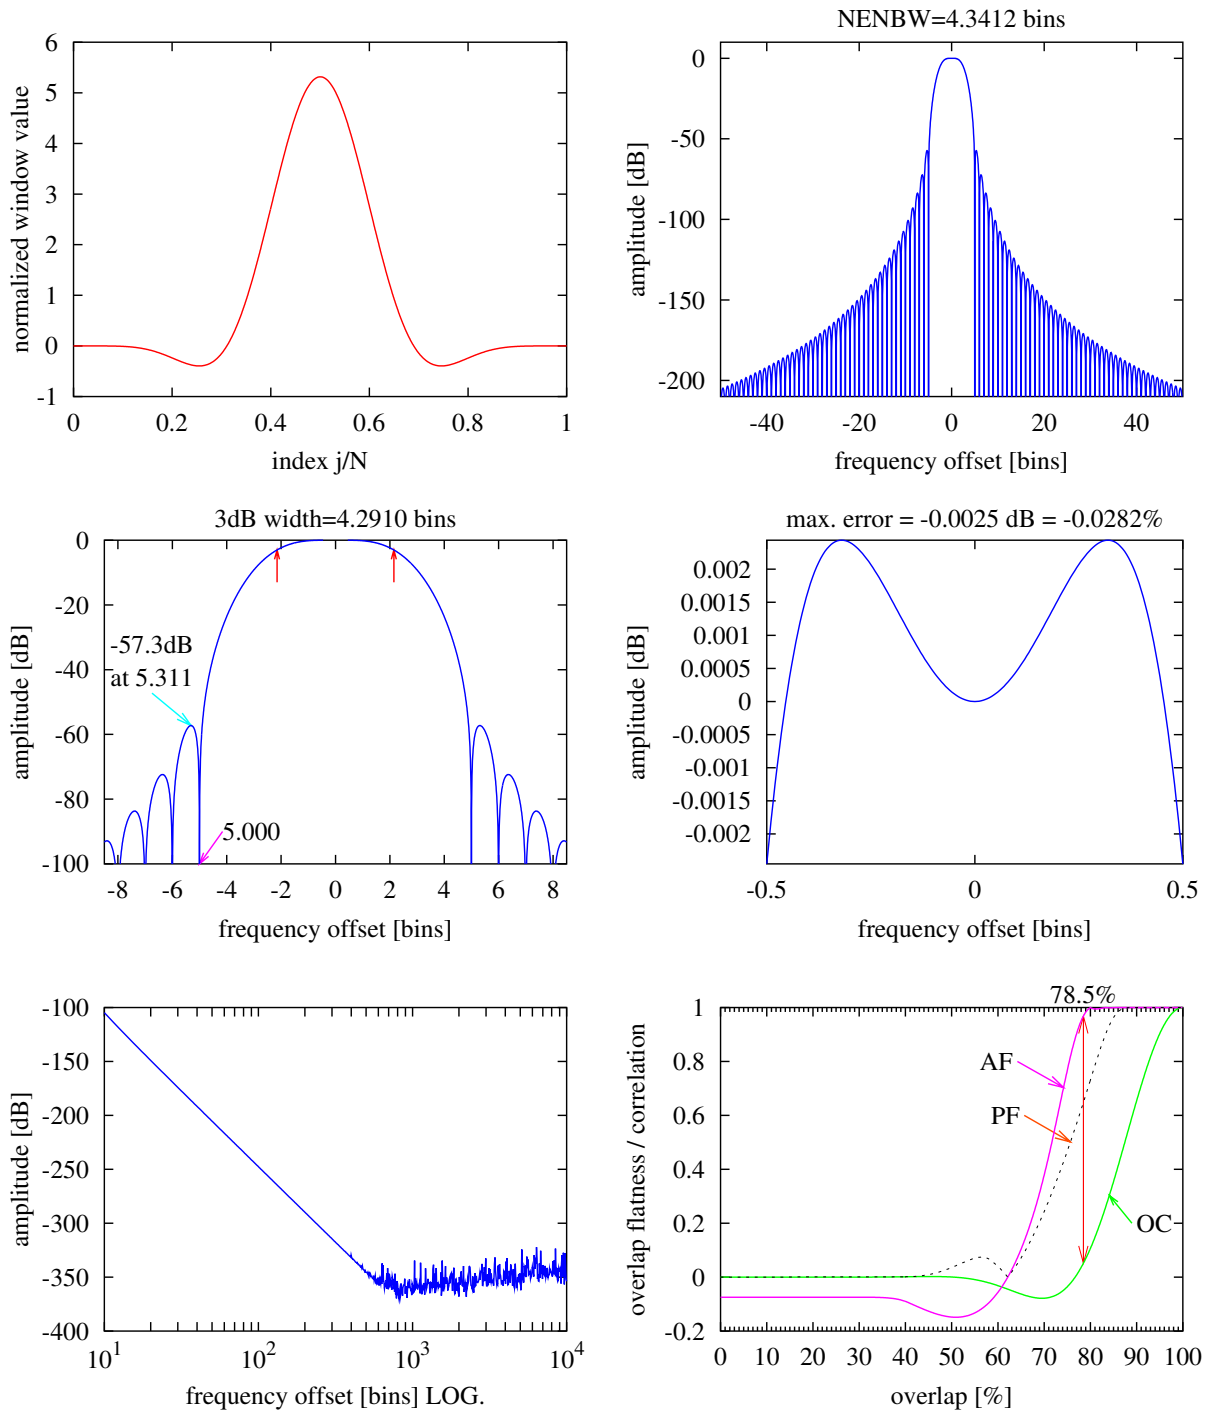 6
5
4
3
2
1
0
-1
0 0.2 0.4 0.6 0.8 1
normalized window value
index j/N
NENBW=4.3412 bins
0
-50
-100
-150
-200
-40 -20 0 20 40
amplitude [dB]
frequency offset [bins]
3dB width=4.2910 bins
0
-20
-40
-60
-80
-100
-8 -6 -4 -2 0 2 4 6 8
amplitude [dB]
frequency offset [bins]
-57.3dB
at 5.311
5.000
max. error = -0.0025 dB = -0.0282%
0.002
0.0015
0.001
0.0005
0
-0.0005
-0.001
-0.0015
-0.002
-0.5 0 0.5
amplitude [dB]
frequency offset [bins]
-100
-150
-200
-250
-300
-350
-400
10¹ 10² 10³ 10⁴
amplitude [dB]
frequency offset [bins] LOG.
78.5%
1
0.8
0.6
0.4
0.2
0
-0.2
0 10 20 30 40 50 60 70 80 90 100
overlap flatness / correlation
overlap [%]
AF
PF
OC